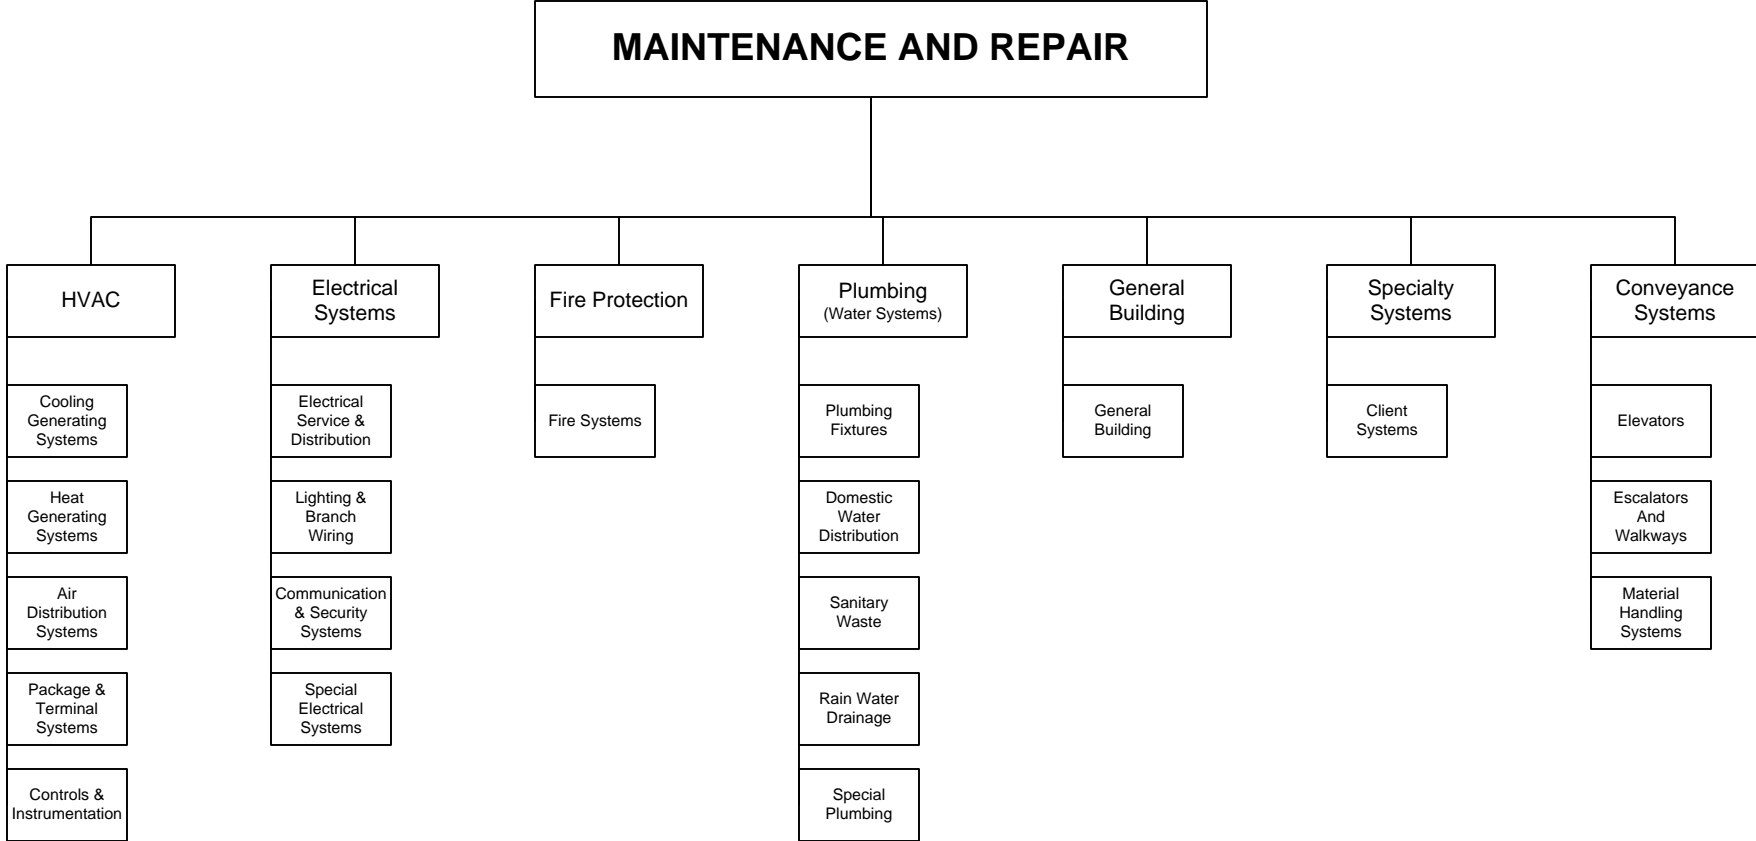 MAINTENANCE AND REPAIR
HVAC
Electrical
Systems
Fire Protection
Plumbing
(Water Systems)
General
Building
Specialty
Systems
Conveyance
Systems
Cooling
Generating
Systems
Heat
Generating
Systems
Air
Distribution
Systems
Package &
Terminal
Systems
Controls &
Instrumentation
Electrical
Service &
Distribution
Lighting &
Branch
Wiring
Communication
& Security
Systems
Special
Electrical
Systems
Fire Systems
Plumbing
Fixtures
Domestic
Water
Distribution
Sanitary
Waste
Rain Water
Drainage
Special
Plumbing
General
Building
Client
Systems
Elevators
Escalators
And
Walkways
Material
Handling
Systems